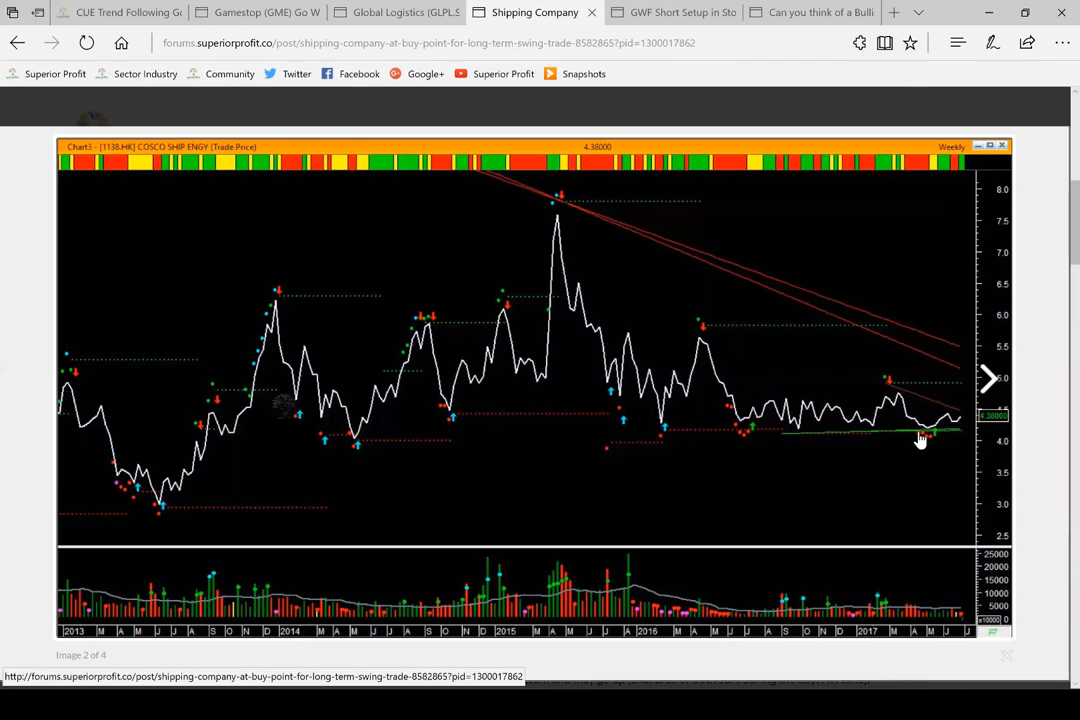 CUE Trend Following Go
Gamestop (GME) Go W
Global Logistics (GLPL.S
Shipping Company
GWF Short Setup in Sto
Can you think of a Bulli
forums.superiorprofit.co/post/shipping-company-at-buy-point-for-long-term-swing-trade-8582865?pid=1300017862
Superior Profit
Sector Industry
Community
Twitter
Facebook
Google+
Superior Profit
Snapshots
Chart3 - [1138.HK] COSCO SHIP ENGY (Trade Price)
4.38000
Weekly
8.0
7.5
7.0
6.5
6.0
5.5
5.0
4.5
4.38000
4.0
3.5
3.0
2.5
25000
20000
15000
10000
5000
x10000
2013 M A M J J A S O N D 2014 M A M J J A S O N D 2015 M A M J J A S O N D 2016 M A M J J A S O N D 2017 M A M J J
Image 2 of 4
http://forums.superiorprofit.co/post/shipping-company-at-buy-point-for-long-term-swing-trade-8582865?pid=1300017862